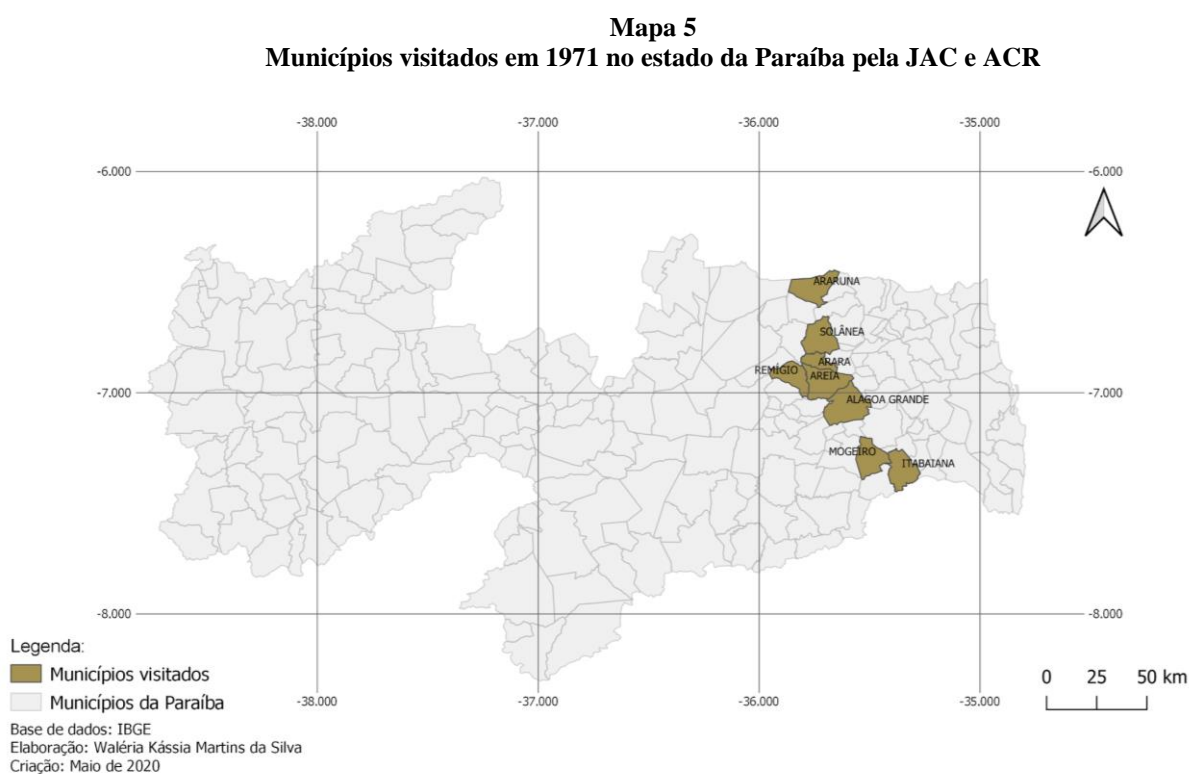 Mapa 5
Municípios visitados em 1971 no estado da Paraíba pela JAC e ACR
-38.000 -37.000 -36.000 -35.000
-6.000 -6.000
ARARUNA
SOLÂNEA
ARARA
REMÍGIO AREIA
-7.000 -7.000
ALAGOA GRANDE
MOGEIRO
ITABAIANA
-8.000 -8.000
Legenda:
Municípios visitados
Municípios da Paraíba
-38.000 -37.000 -36.000 -35.000
0 25 50 km
Base de dados: IBGE
Elaboração: Waléria Kássia Martins da Silva
Criação: Maio de 2020